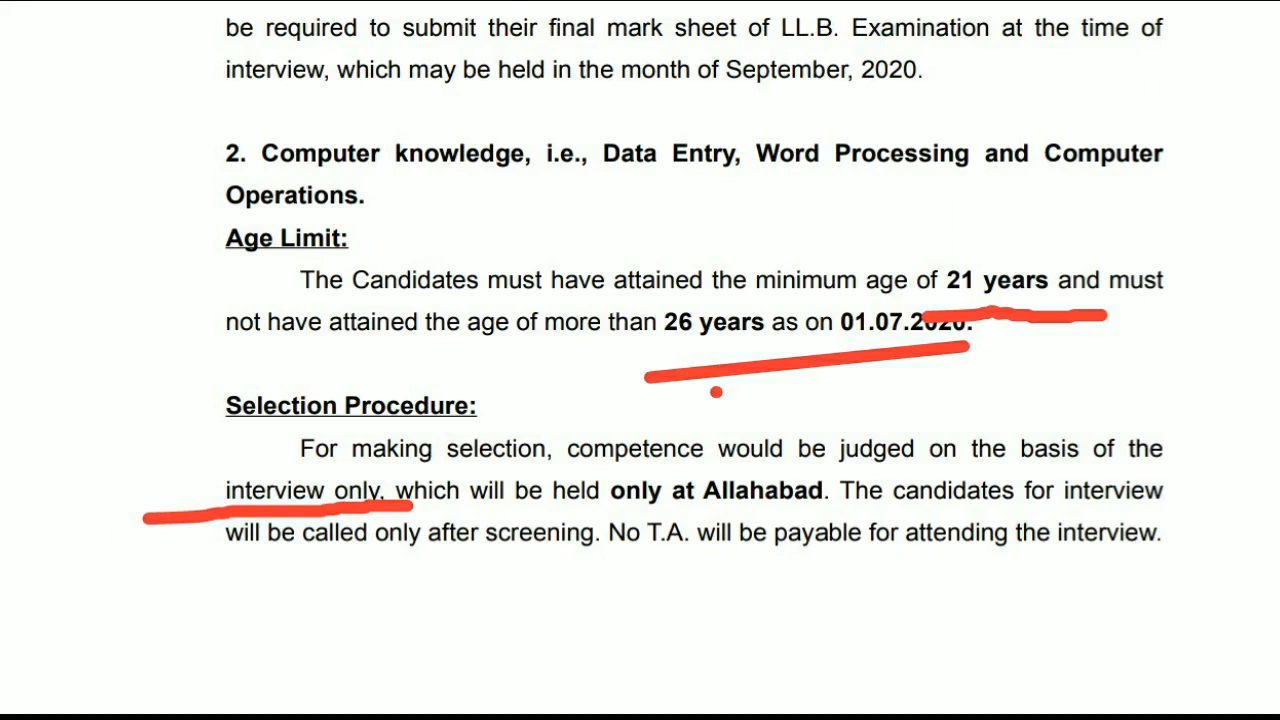 be required to submit their final mark sheet of LL.B. Examination at the time of
interview, which may be held in the month of September, 2020.
2. Computer knowledge, i.e., Data Entry, Word Processing and Computer
Operations.
Age Limit:
The Candidates must have attained the minimum age of 21 years and must
not have attained the age of more than 26 years as on 01.07.2020.
Selection Procedure:
For making selection, competence would be judged on the basis of the
interview only, which will be held only at Allahabad. The candidates for interview
will be called only after screening. No T.A. will be payable for attending the interview.